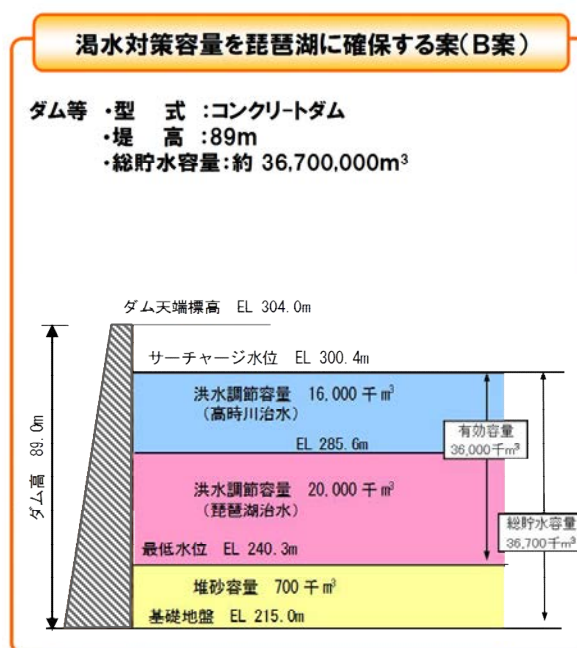 渇水対策容量を琵琶湖に確保する案(B案)
ダム等 ・型 式 :コンクリートダム
・堤 高 :89m
・総貯水容量:約 36,700,000m³
ダム天端標高 EL 304.0m
サーチャージ水位 EL 300.4m
洪水調節容量 16,000 千m³
(高時川治水)
有効容量
36,000千m³
EL 285.6m
ダム高 89.0m
洪水調節容量 20,000 千m³
(琵琶湖治水)
総貯水容量
36,700千m³
最低水位 EL 240.3m
堆砂容量 700 千m³
基礎地盤 EL 215.0m